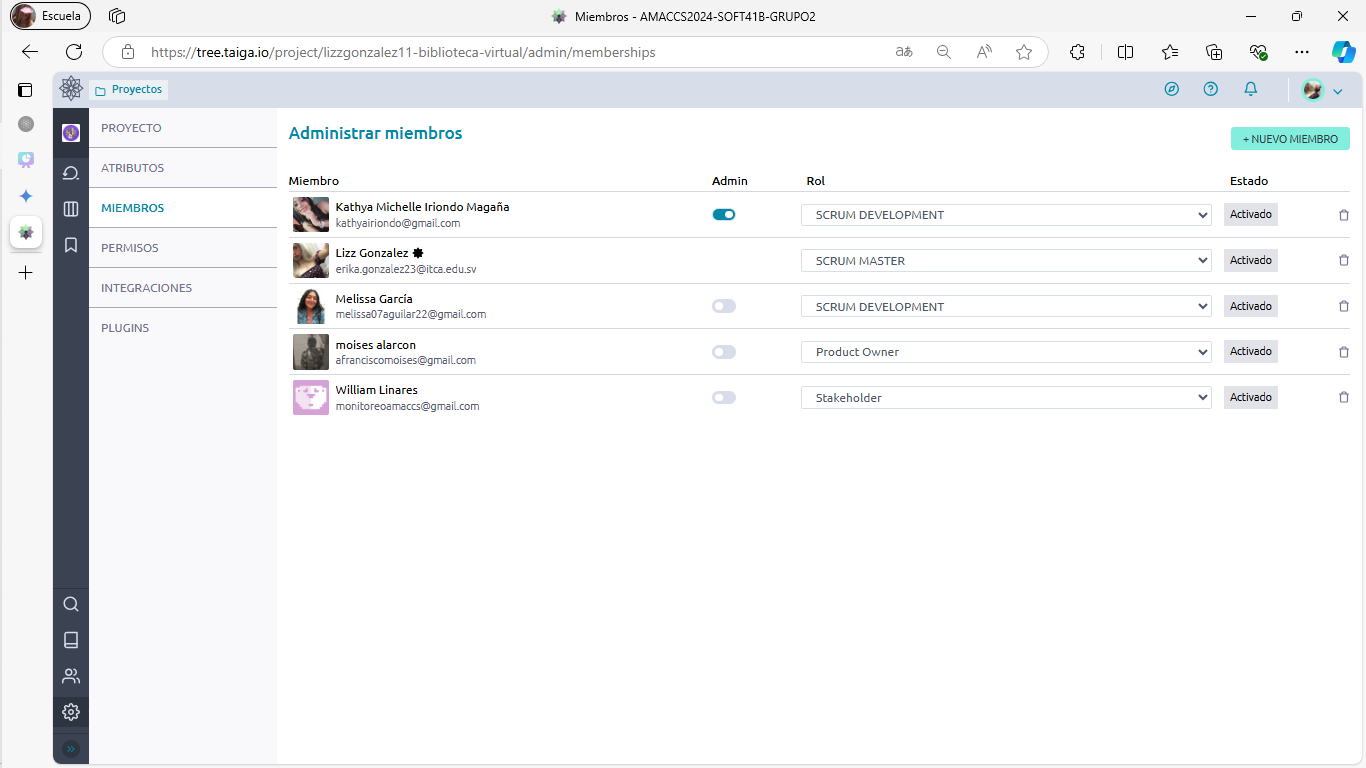 Escuela
Miembros - AMACCS2024-SOFT41B-GRUPO2
https://tree.taiga.io/project/lizzgonzalez11-biblioteca-virtual/admin/memberships
Proyectos
PROYECTO
ATRIBUTOS
MIEMBROS
PERMISOS
INTEGRACIONES
PLUGINS
Administrar miembros
+ NUEVO MIEMBRO
Miembro Admin Rol Estado
Kathya Michelle Iriondo Magaña
kathyairiondo@gmail.com
SCRUM DEVELOPMENT Activado
Lizz Gonzalez
erika.gonzalez23@itca.edu.sv
SCRUM MASTER Activado
Melissa García
melissa07aguilar22@gmail.com
SCRUM DEVELOPMENT Activado
moises alarcon
afranciscomoises@gmail.com
Product Owner Activado
William Linares
monitoreoamaccs@gmail.com
Stakeholder Activado